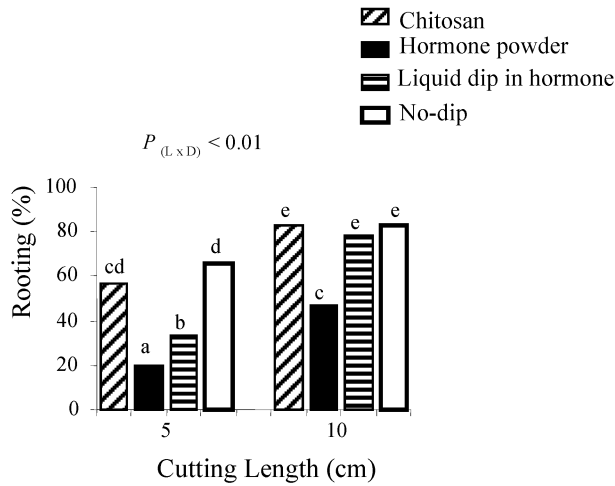 Chitosan
Hormone powder
Liquid dip in hormone
No-dip
P (L x D) < 0.01
Rooting (%)
100
80
60
40
20
0
cd
a
b
d
e
c
e
e
5
10
Cutting Length (cm)